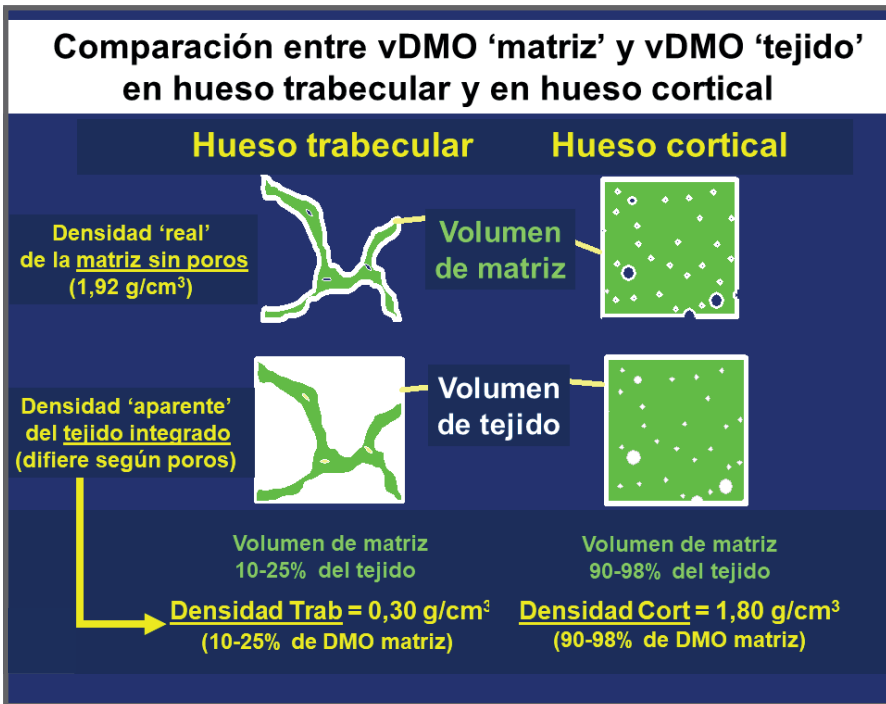 Comparación entre vDMO ‘matriz’ y vDMO ‘tejido’
en hueso trabecular y en hueso cortical
Hueso trabecular
Hueso cortical
Densidad ‘real’
de la matriz sin poros
(1,92 g/cm³)
Volumen
de matriz
Densidad ‘aparente’
del tejido integrado
(difiere según poros)
Volumen
de tejido
Volumen de matriz
10-25% del tejido
Densidad Trab = 0,30 g/cm³
(10-25% de DMO matriz)
Volumen de matriz
90-98% del tejido
Densidad Cort = 1,80 g/cm³
(90-98% de DMO matriz)